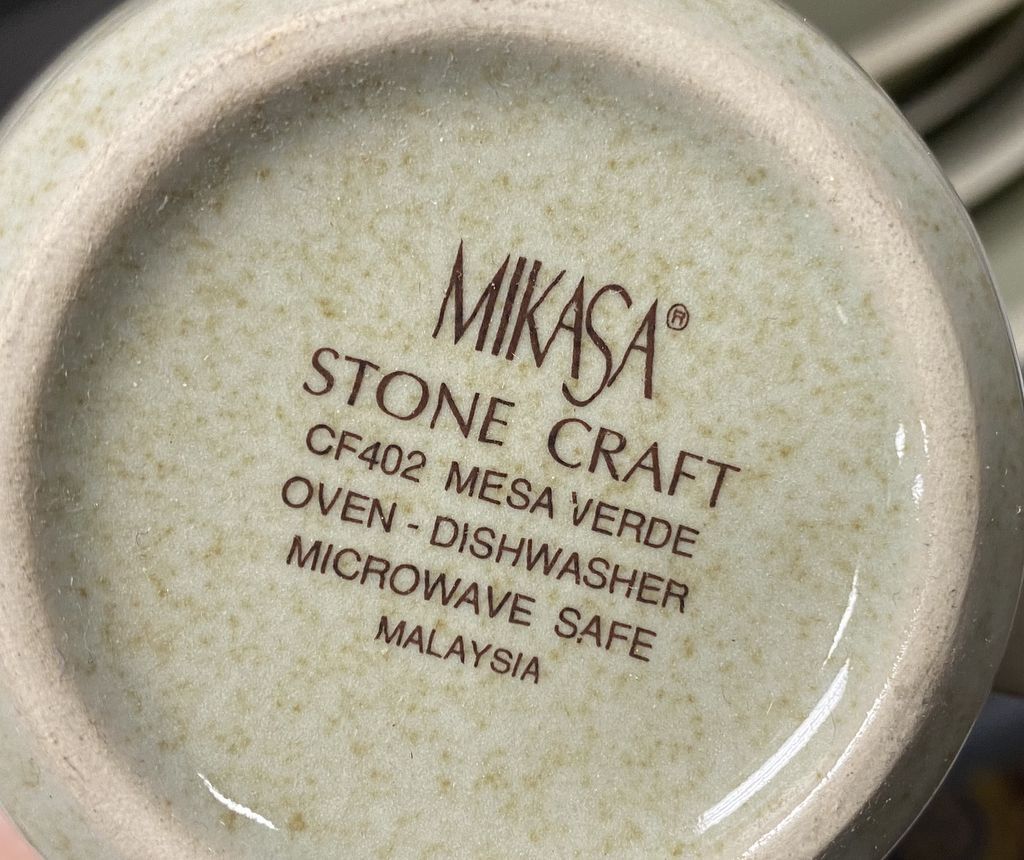 MIKASA®
STONE CRAFT
CF402 MESA VERDE
OVEN - DISHWASHER
MICROWAVE SAFE
MALAYSIA